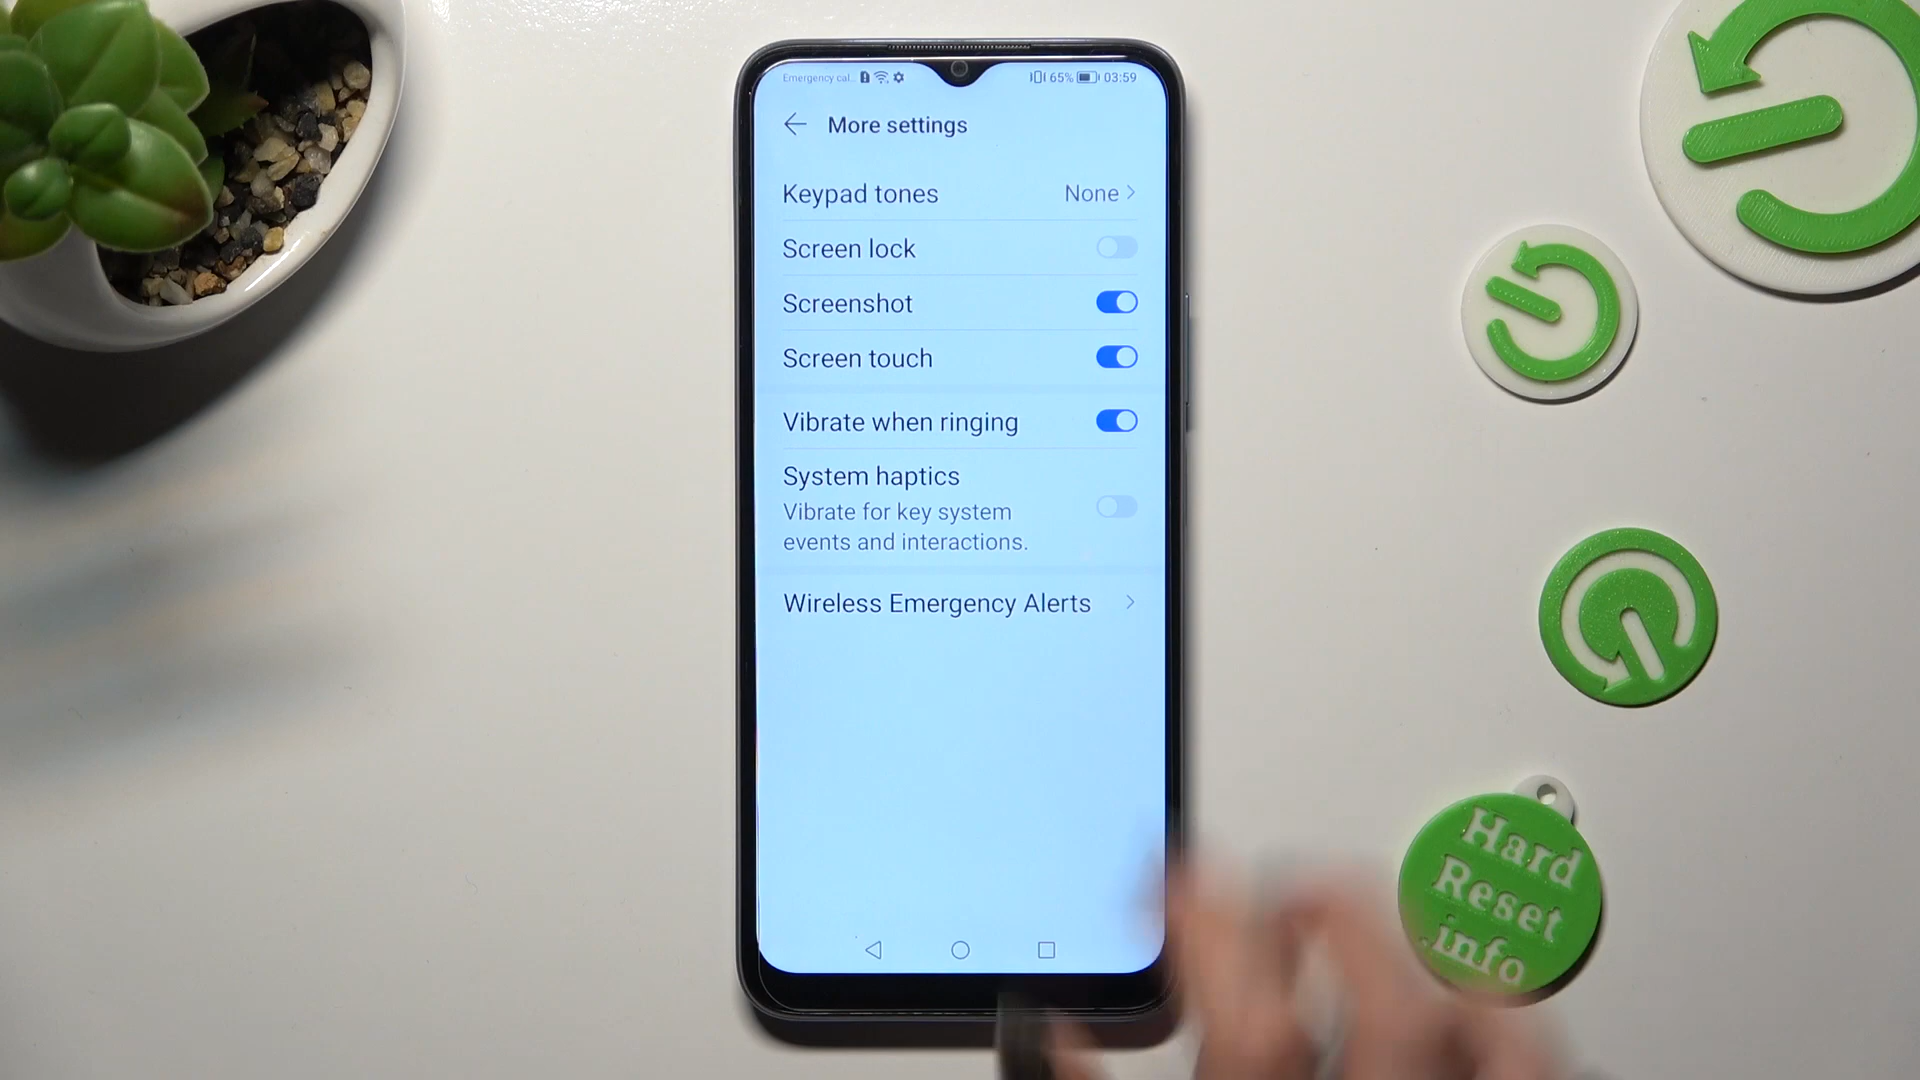 Emergency cal..
65% 03:59
More settings
Keypad tones None
Screen lock
Screenshot
Screen touch
Vibrate when ringing
System haptics
Vibrate for key system
events and interactions.
Wireless Emergency Alerts
Hard
Reset
.info